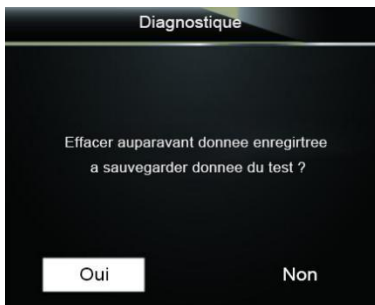 Diagnostique
Effacer auparavant donnee enregirtree
a sauvegarder donnee du test ?
Oui
Non